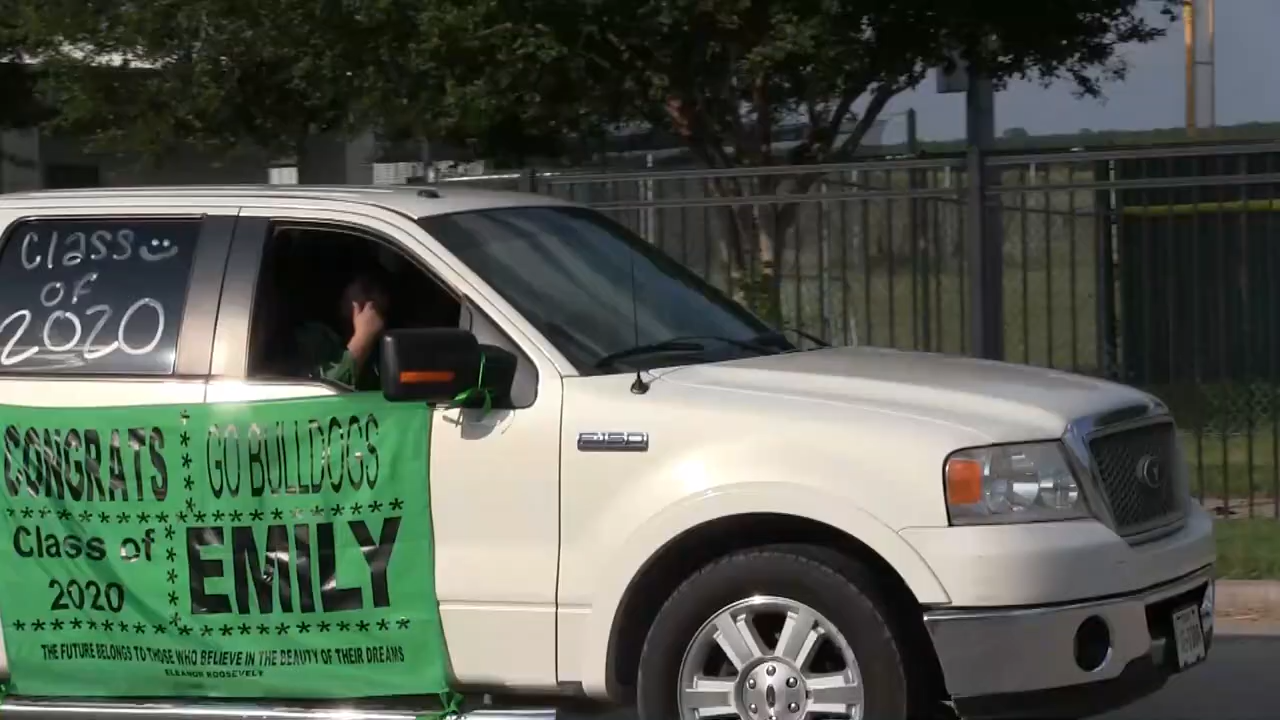 Class
of
2020
CONGRATS
GO BULLDOGS
Class of
2020
EMILY
THE FUTURE BELONGS TO THOSE WHO BELIEVE IN THE BEAUTY OF THEIR DREAMS
ELEANOR ROOSEVELT
F-150